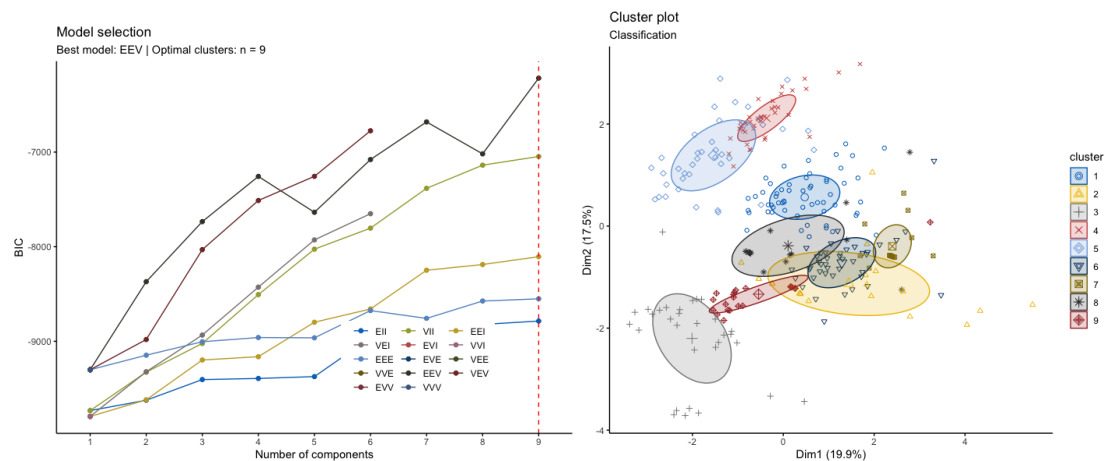 Model selection
Best model: EEV | Optimal clusters: n = 9
BIC
-7000
-8000
-9000
EII VII EEI
VEI EVI VVI
EEE EVE VEE
VVE EEV VEV
EVV VVV
1 2 3 4 5 6 7 8 9
Number of components
Cluster plot
Classification
Dim2 (17.5%)
2
0
-2
-4
-2 0 2 4
Dim1 (19.9%)
cluster
1
2
3
4
5
6
7
8
9